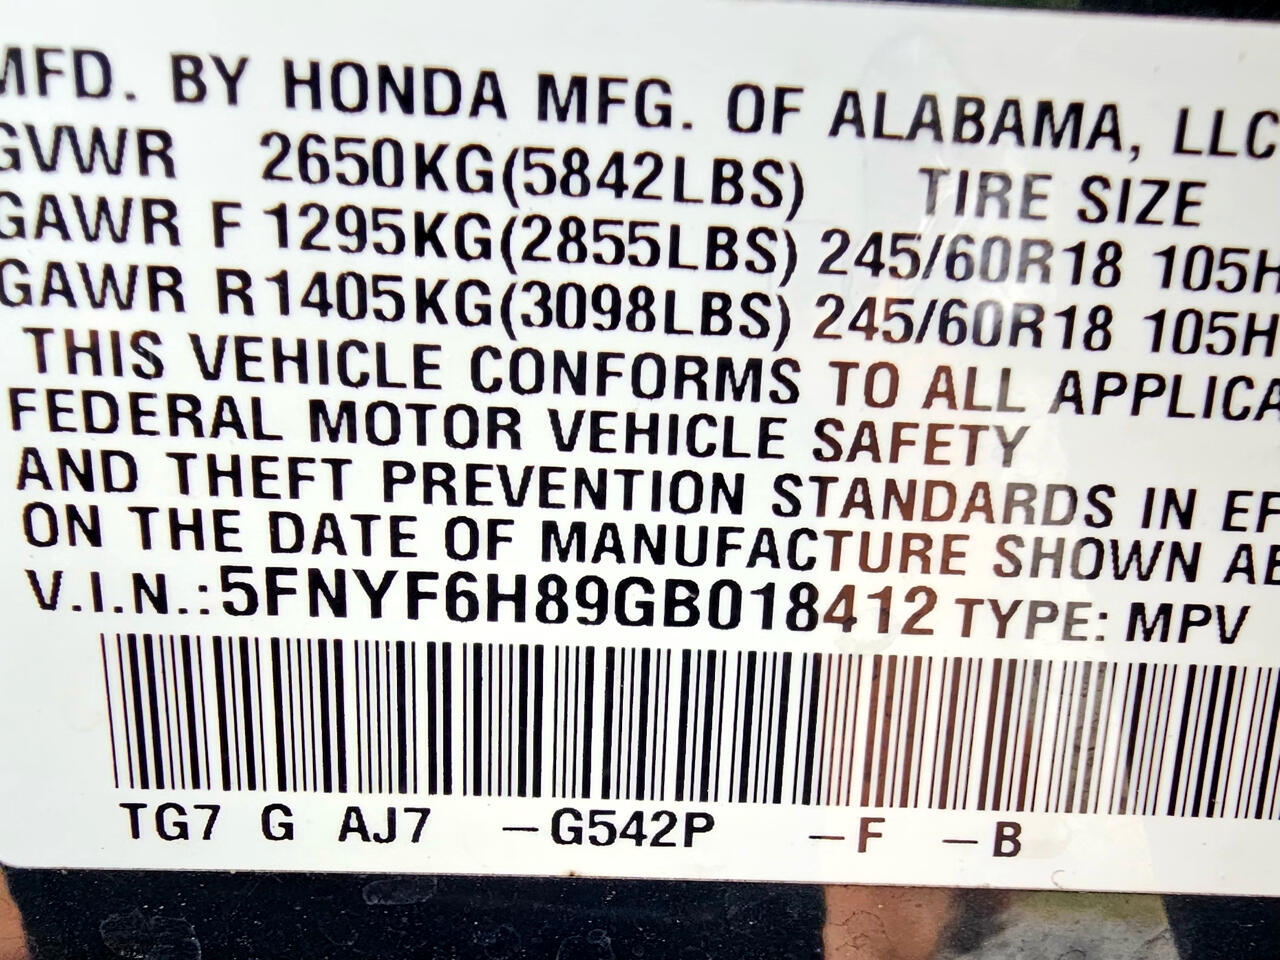 MFD. BY HONDA MFG. OF ALABAMA, LLC
GVWR 2650KG(5842LBS) TIRE SIZE
GAWR F 1295KG(2855LBS) 245/60R18 105H
GAWR R1405KG(3098LBS) 245/60R18 105H
THIS VEHICLE CONFORMS TO ALL APPLICA
FEDERAL MOTOR VEHICLE SAFETY
AND THEFT PREVENTION STANDARDS IN EF
ON THE DATE OF MANUFACTURE SHOWN AB
V.I.N.:5FNYF6H89GB018412 TYPE: MPV
TG7 G AJ7 –G542P –F –B